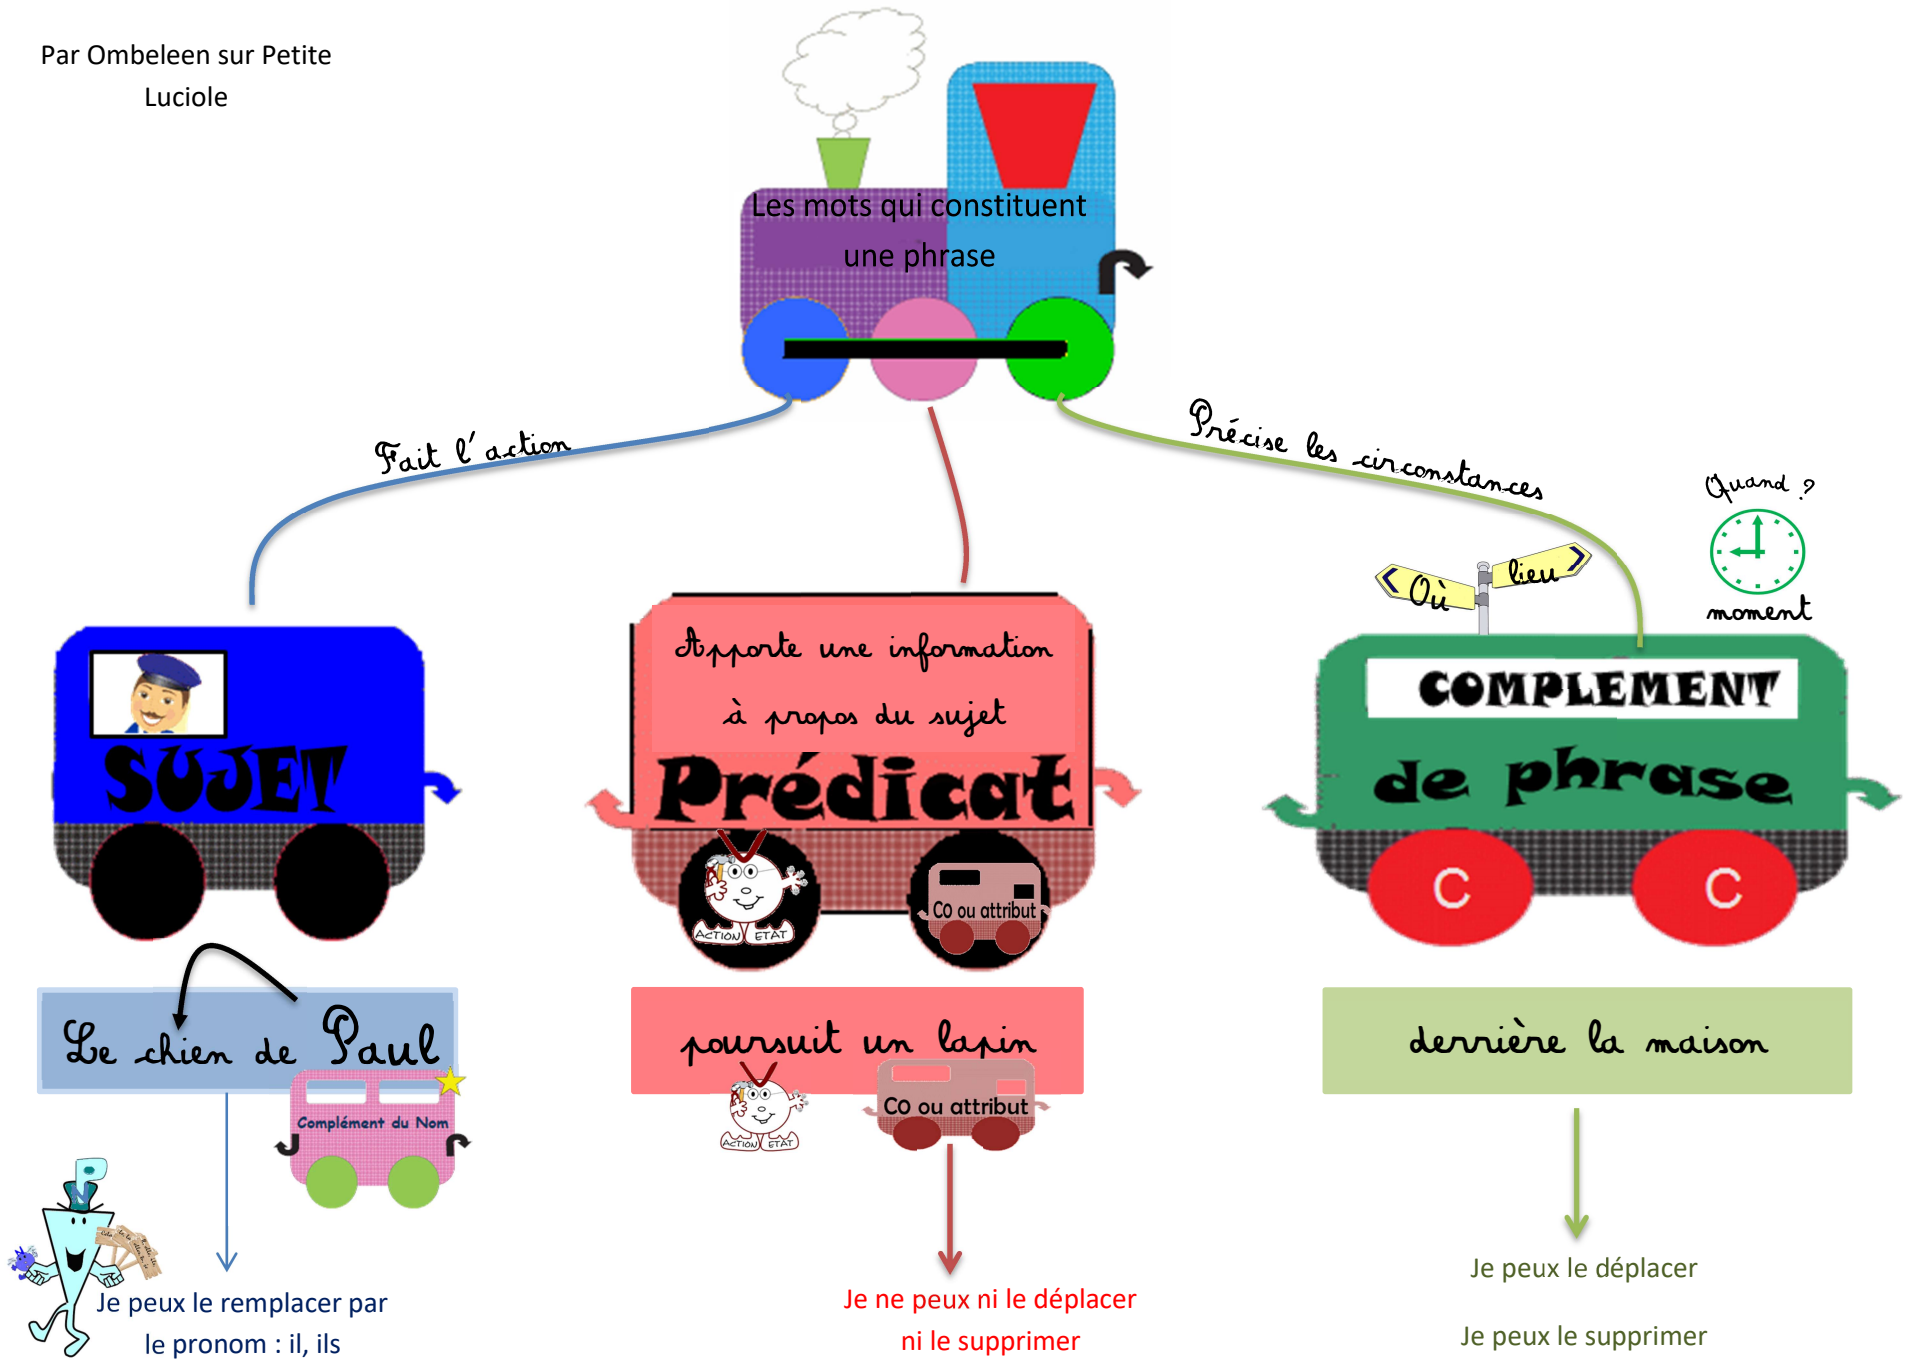 Par Ombeleen sur Petite
Luciole
Les mots qui constituent
une phrase
Fait l'action
Précise les circonstances
Quand ?
moment
Où
lieu
SUJET
Apporte une information
à propos du sujet
Prédicat
ACTION ETAT
CO ou attribut
COMPLEMENT
de phrase
C C
Le chien de Paul
Complément du Nom
poursuit un lapin
ACTION ETAT
CO ou attribut
derrière la maison
P
N
Je peux le remplacer par
le pronom : il, ils
Je ne peux ni le déplacer
ni le supprimer
Je peux le déplacer
Je peux le supprimer